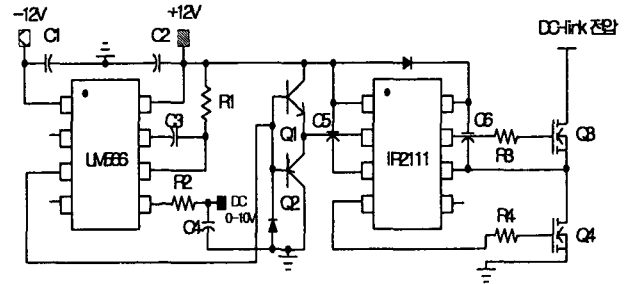 -12V
+12V
C1
C2
DC-link 전압
R1
C3
Q1
C5
C6
Q3
LM566
IR2111
R3
R2
DC
0-10V
Q2
C4
R4
Q4